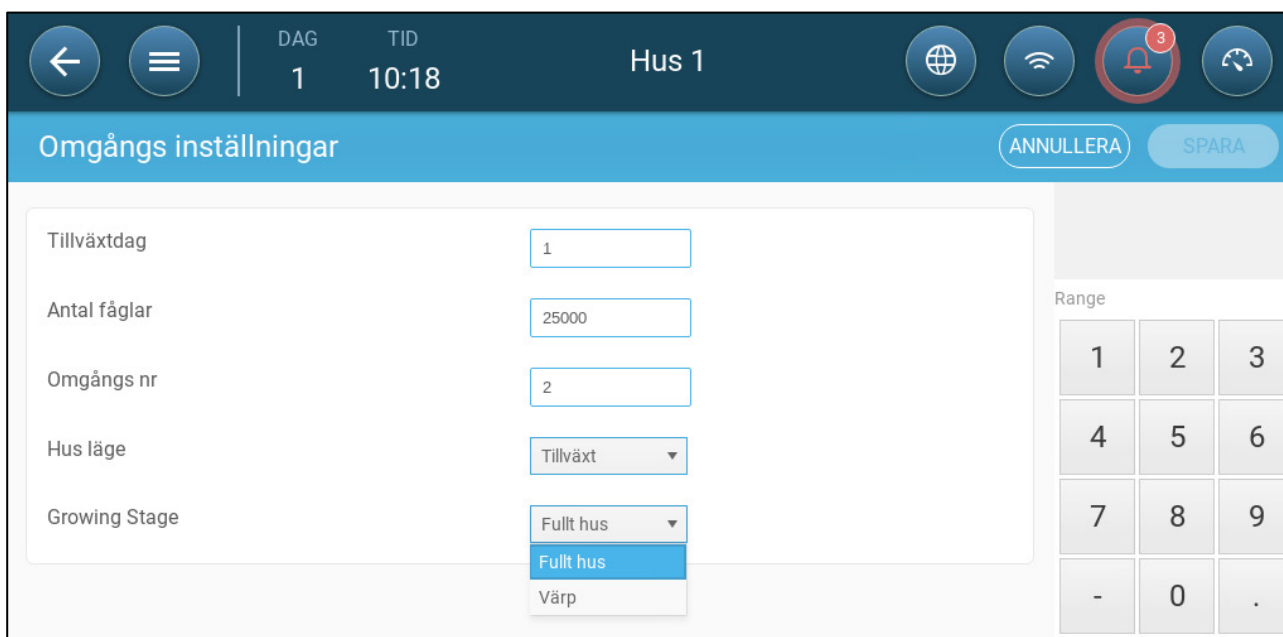 DAG TID
1 10:18
Hus 1
3
Omgångs inställningar
ANNULLERA SPARA
Tillväxtdag 1
Antal fåglar 25000
Omgångs nr 2
Hus läge Tillväxt
Growing Stage Fullt hus
Fullt hus
Värp
Range
1 2 3
4 5 6
7 8 9
- 0 .